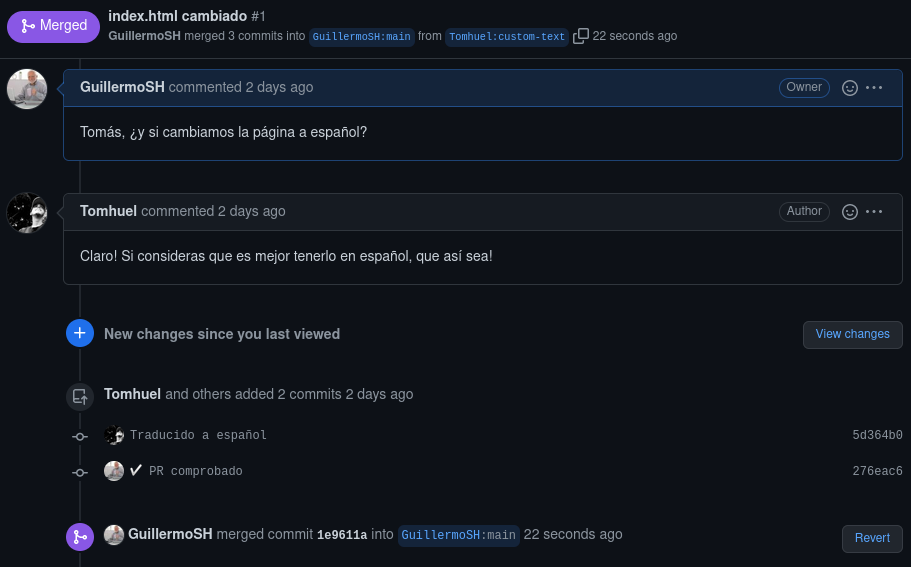 Merged
index.html cambiado #1
GuillermoSH merged 3 commits into GuillermoSH:main from Tomhuel:custom-text 22 seconds ago
GuillermoSH commented 2 days ago Owner
Tomás, ¿y si cambiamos la página a español?
Tomhuel commented 2 days ago Author
Claro! Si consideras que es mejor tenerlo en español, que así sea!
New changes since you last viewed View changes
Tomhuel and others added 2 commits 2 days ago
Traducido a español 5d364b0
✔ PR comprobado 276eac6
GuillermoSH merged commit 1e9611a into GuillermoSH:main 22 seconds ago Revert